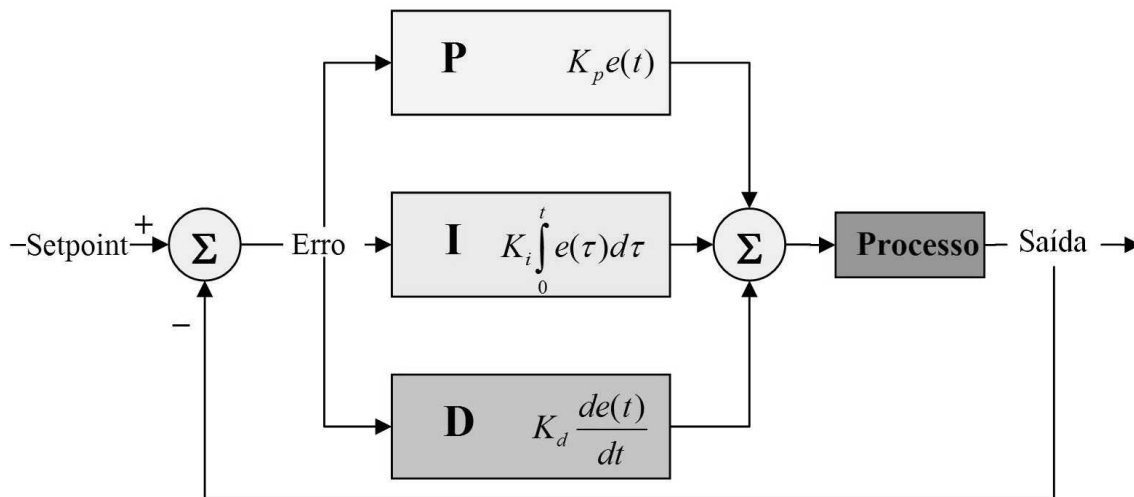 P K_p e(t)
–Setpoint + Σ Erro I K_i ∫_0^t e(τ)dτ Σ Processo Saída
–
D K_d de(t)/dt